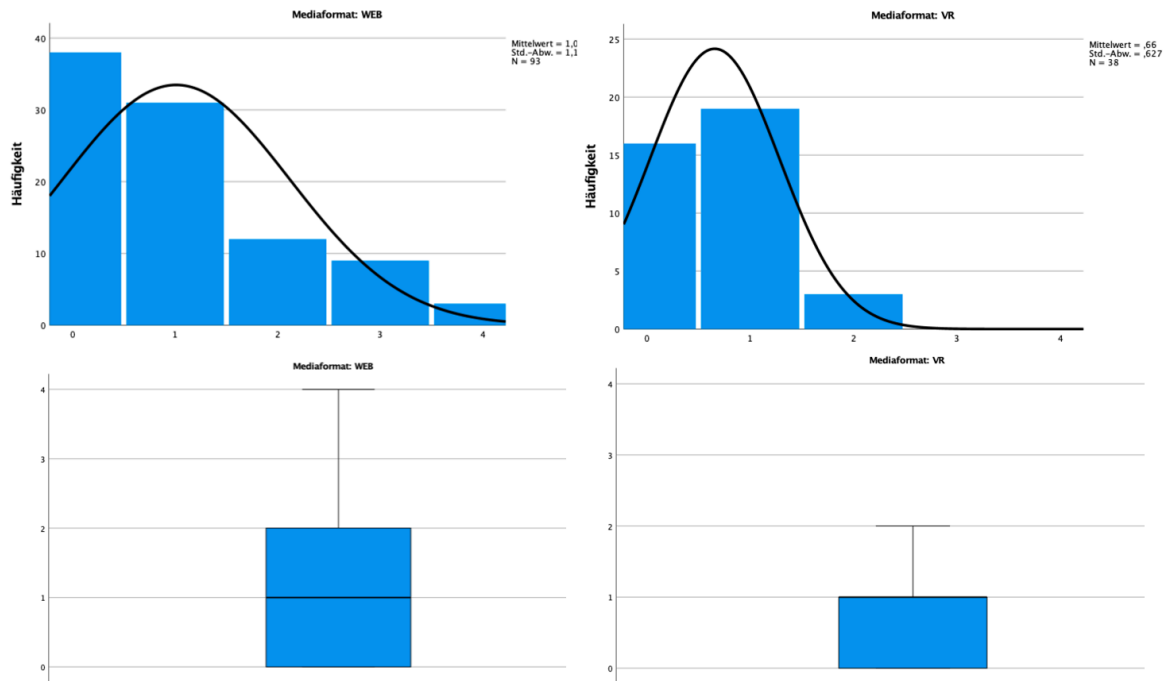 Mediaformat: WEB
40
30
20
10
0
Häufigkeit
0 1 2 3 4
Mittelwert = 1,0
Std.-Abw. = 1,1
N = 93
Mediaformat: VR
25
20
15
10
5
0
Häufigkeit
0 1 2 3 4
Mittelwert = ,66
Std.-Abw. = ,627
N = 38
Mediaformat: WEB
4
3
2
1
0
Mediaformat: VR
4
3
2
1
0